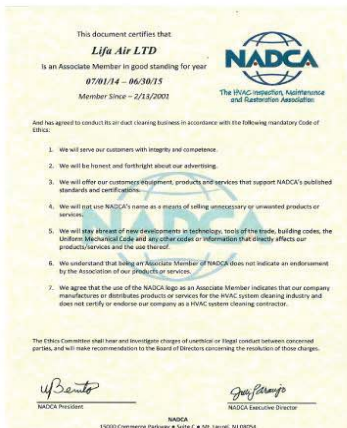 This document certifies that
Lifa Air LTD
Is an Associate Member in good standing for year
07/01/14 – 06/30/15
Member Since – 2/13/2001
NADCA
The HVAC Inspection, Maintenance
and Restoration Association
And has agreed to conduct its air duct cleaning business in accordance with the following mandatory Code of
Ethics:
1. We will serve our customers with integrity and competence.
2. We will be honest and forthright about our advertising.
3. We will offer our customers equipment, products and services that support NADCA's published
standards and certifications.
4. We will not use NADCA's name as a means of selling unnecessary or unwanted products or
services.
5. We will stay abreast of new developments in technology, tools of the trade, building codes, the
Uniform Mechanical Code and any other codes or information that directly affects our
products/services and the use thereof.
6. We understand that being an Associate Member of NADCA does not indicate an endorsement
by the Association of our products or services.
7. We agree that the use of the NADCA logo as an Associate Member indicates that our company
manufactures or distributes products or services for the HVAC system cleaning industry and
does not certify or endorse our company as a HVAC system cleaning contractor.
NADCA
The Ethics Committee shall hear and investigate charges of unethical or illegal conduct between concerned
parties, and will make recommendation to the Board of Directors concerning the resolution of those charges.
NADCA President
NADCA Executive Director
NADCA
15000 Commerce Parkway • Suite C • Mt. Laurel, NJ 08054